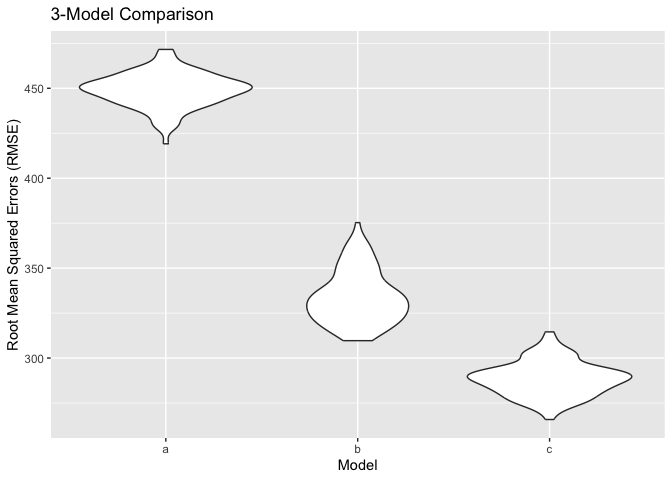 3-Model Comparison
Root Mean Squared Errors (RMSE)
450
400
350
300
a
b
c
Model